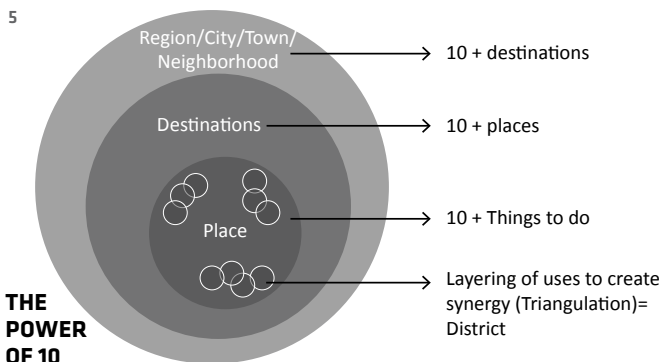 5
Region/City/Town/
Neighborhood
10 + destinations
Destinations
10 + places
Place
10 + Things to do
Layering of uses to create
synergy (Triangulation)=
District
THE
POWER
OF 10